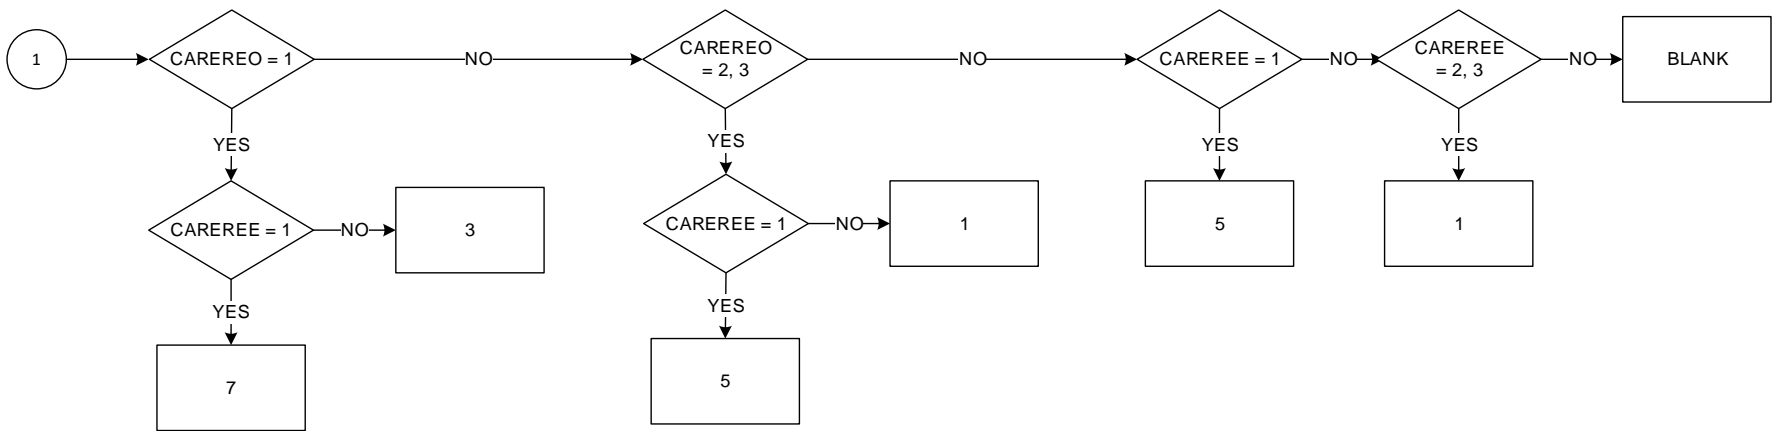 1
CAREREO = 1
NO
CAREREO
= 2, 3
NO
CAREREE = 1
NO
CAREREE
= 2, 3
NO
BLANK
YES
YES
YES
YES
CAREREE = 1
NO
3
CAREREE = 1
NO
1
5
1
YES
YES
7
5